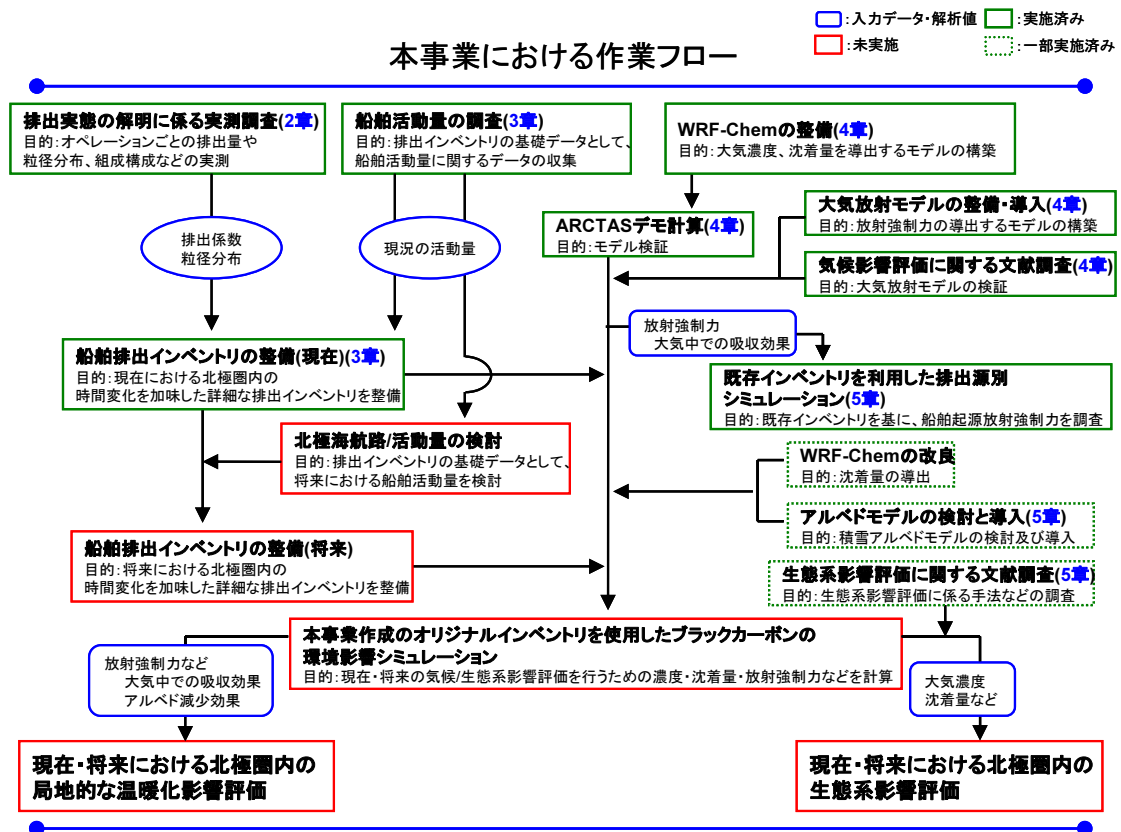 :入力データ・解析値
:実施済み
:未実施
:一部実施済み
本事業における作業フロー
排出実態の解明に係る実測調査(2章)
目的:オペレーションごとの排出量や
粒径分布、組成構成などの実測
船舶活動量の調査(3章)
目的:排出インベントリの基礎データとして、
船舶活動量に関するデータの収集
WRF-Chemの整備(4章)
目的:大気濃度、沈着量を導出するモデルの構築
大気放射モデルの整備・導入(4章)
目的:放射強制力の導出するモデルの構築
排出係数
粒径分布
現況の活動量
ARCTASデモ計算(4章)
目的:モデル検証
気候影響評価に関する文献調査(4章)
目的:大気放射モデルの検証
放射強制力
大気中での吸収効果
船舶排出インベントリの整備(現在)(3章)
目的:現在における北極圏内の
時間変化を加味した詳細な排出インベントリを整備
既存インベントリを利用した排出源別
シミュレーション(5章)
目的:既存インベントリを基に、船舶起源放射強制力を調査
北極海航路/活動量の検討
目的:排出インベントリの基礎データとして、
将来における船舶活動量を検討
WRF-Chemの改良
目的:沈着量の導出
アルベドモデルの検討と導入(5章)
目的:積雪アルベドモデルの検討及び導入
船舶排出インベントリの整備(将来)
目的:将来における北極圏内の
時間変化を加味した詳細な排出インベントリを整備
生態系影響評価に関する文献調査(5章)
目的:生態系影響評価に係る手法などの調査
本事業作成のオリジナルインベントリを使用したブラックカーボンの
環境影響シミュレーション
目的:現在・将来の気候/生態系影響評価を行うための濃度・沈着量・放射強制力などを計算
放射強制力など
大気中での吸収効果
アルベド減少効果
大気濃度
沈着量など
現在・将来における北極圏内の
局地的な温暖化影響評価
現在・将来における北極圏内の
生態系影響評価